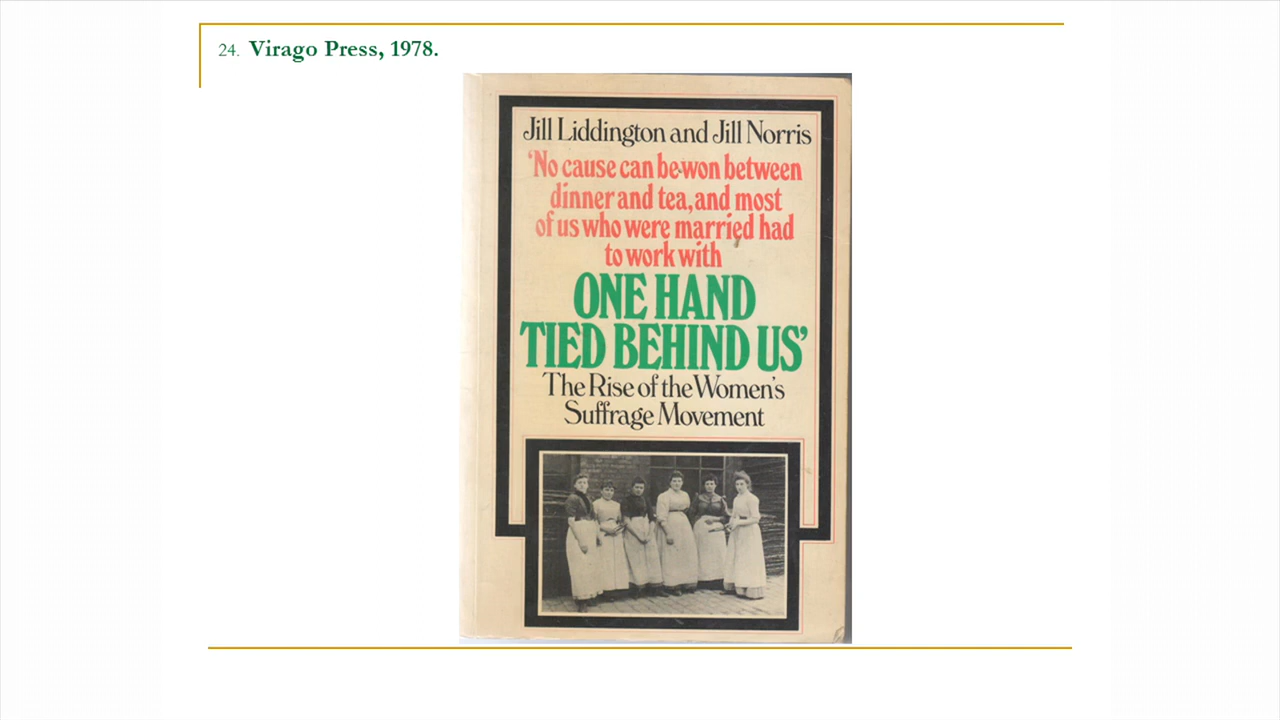 24. Virago Press, 1978.
Jill Liddington and Jill Norris
‘No cause can be won between
dinner and tea, and most
of us who were married had
to work with
ONE HAND
TIED BEHIND US’
The Rise of the Women’s
Suffrage Movement